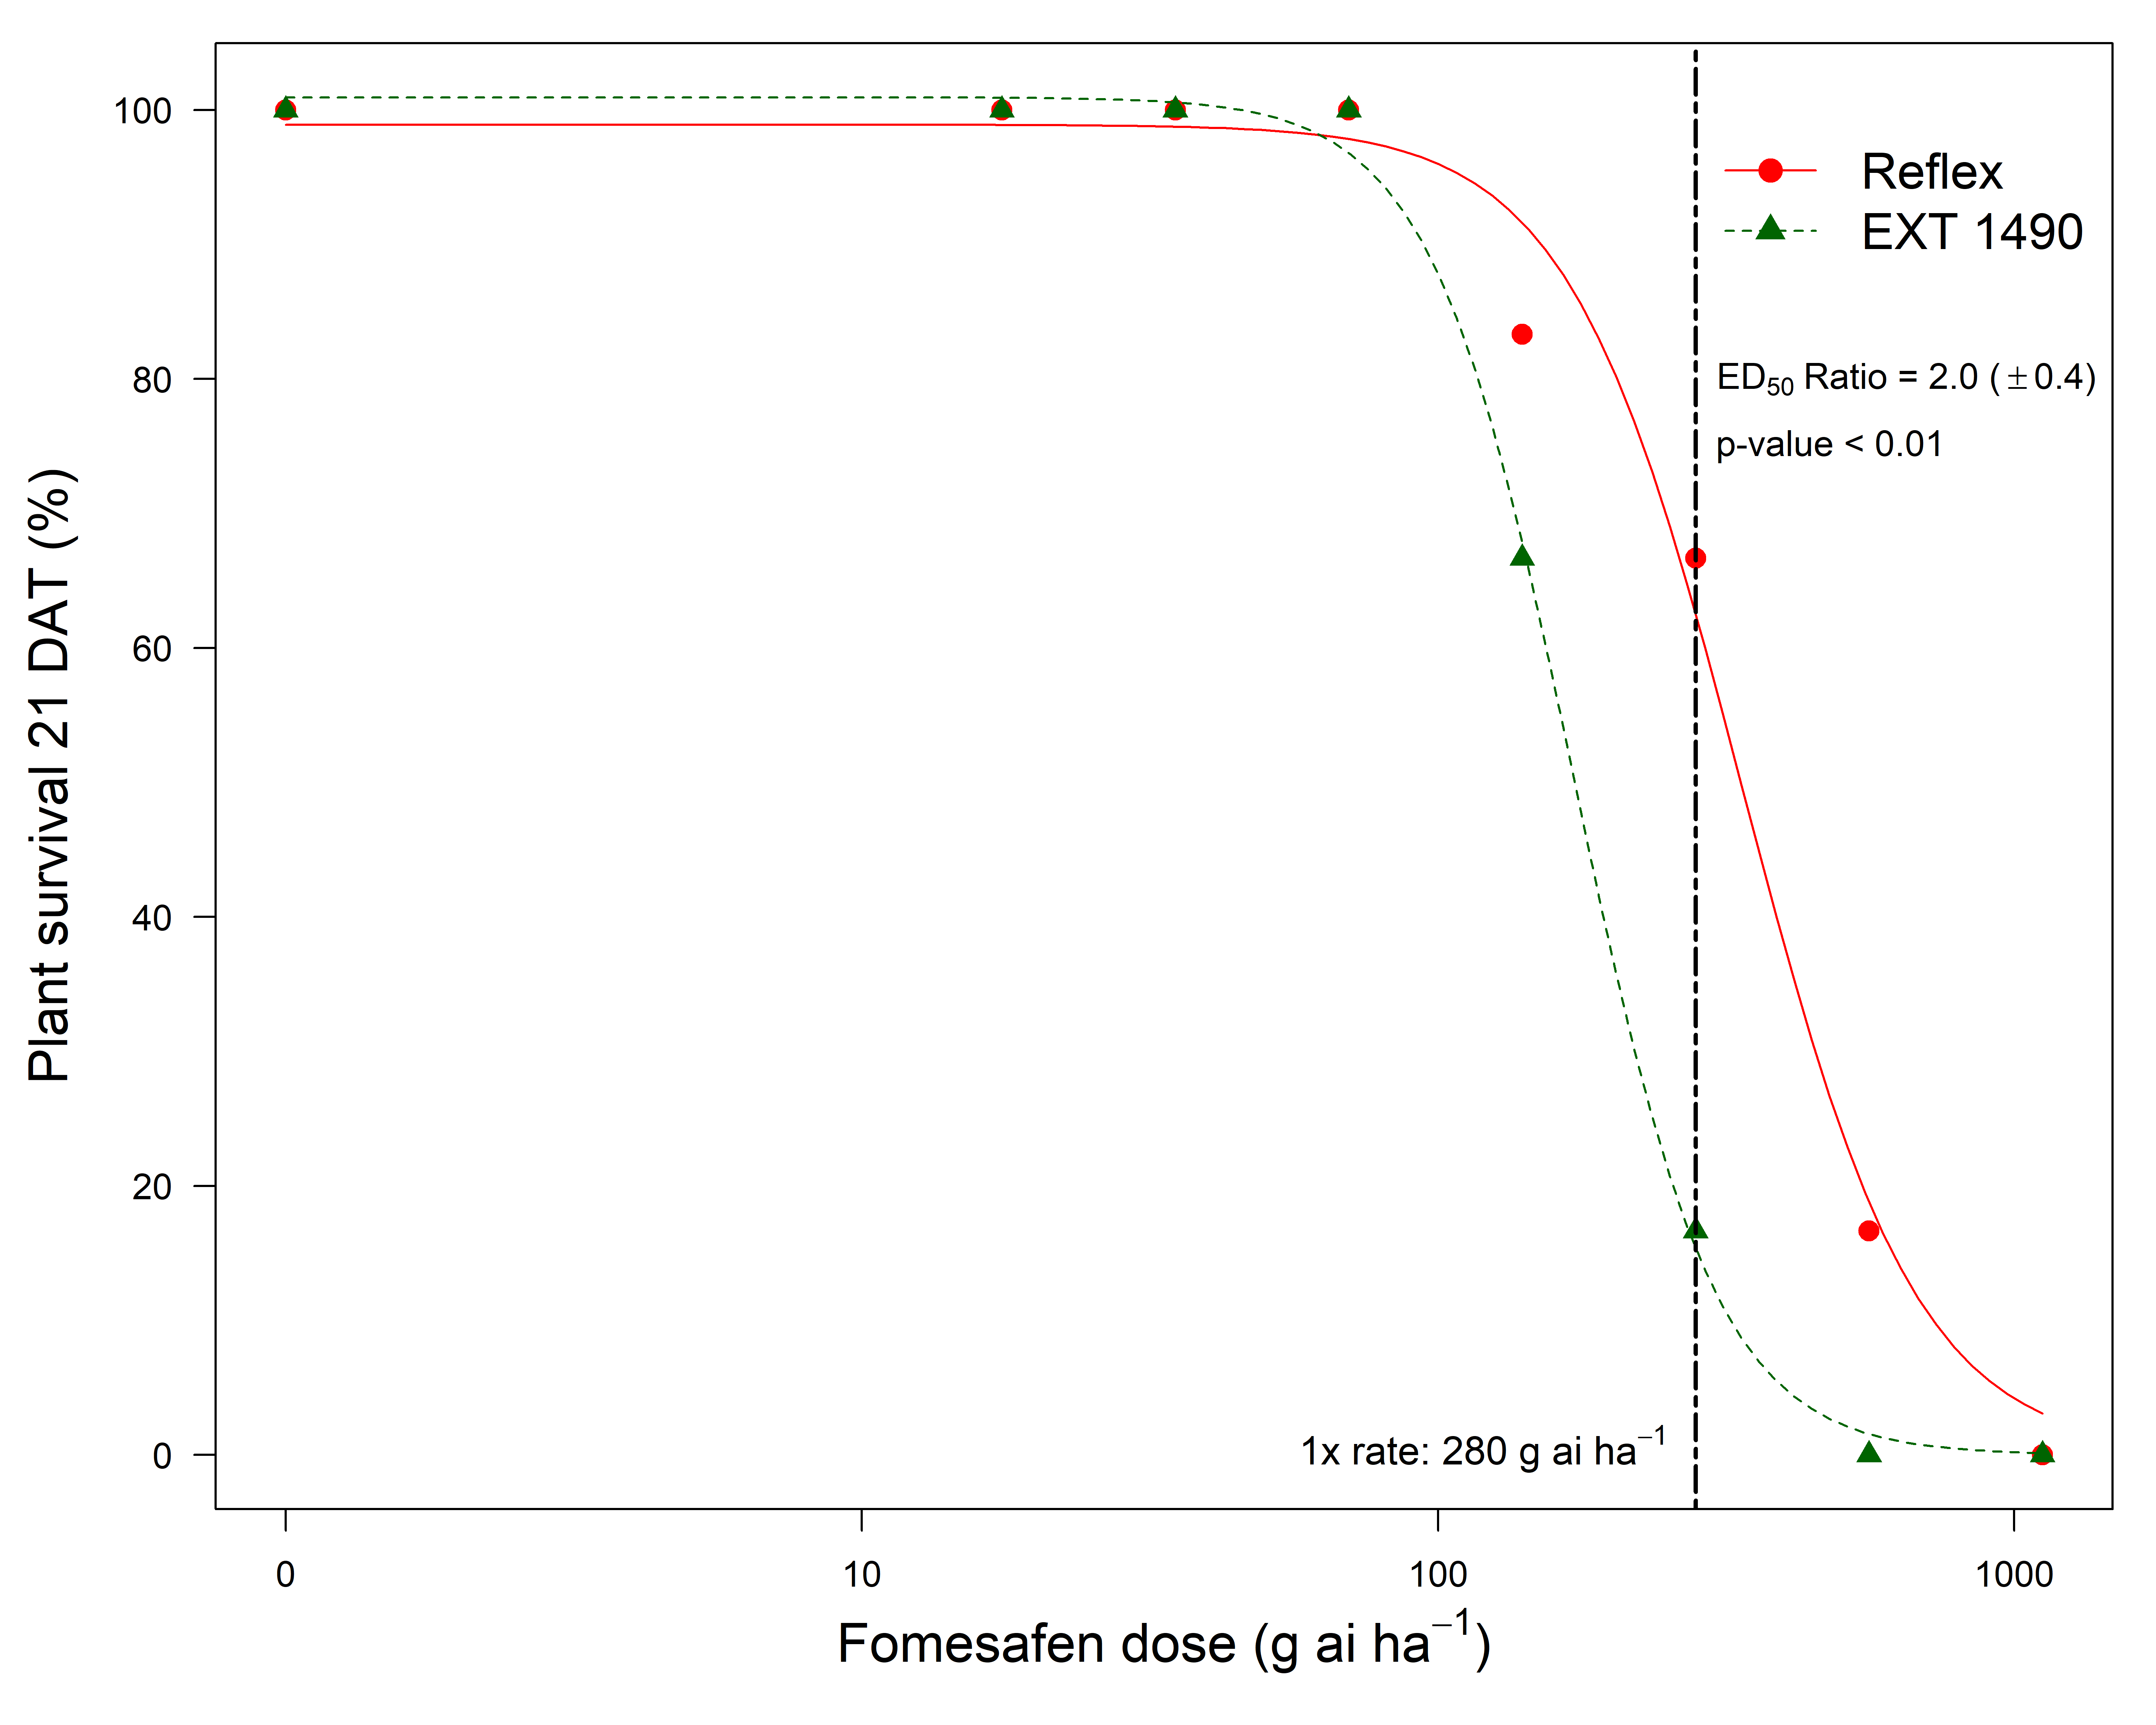 Plant survival 21 DAT (%)
100
80
60
40
20
0
Reflex
EXT 1490
ED₅₀ Ratio = 2.0 (±0.4)
p-value < 0.01
1x rate: 280 g ai ha⁻¹
0 10 100 1000
Fomesafen dose (g ai ha⁻¹)